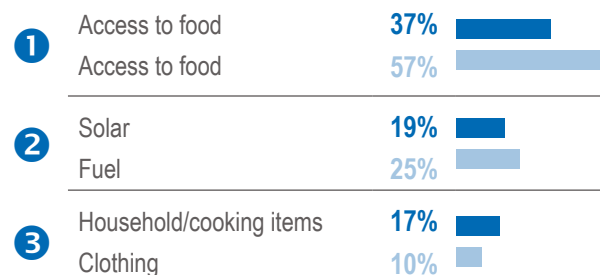 1
Access to food 37%
Access to food 57%
2
Solar 19%
Fuel 25%
3
Household/cooking items 17%
Clothing 10%